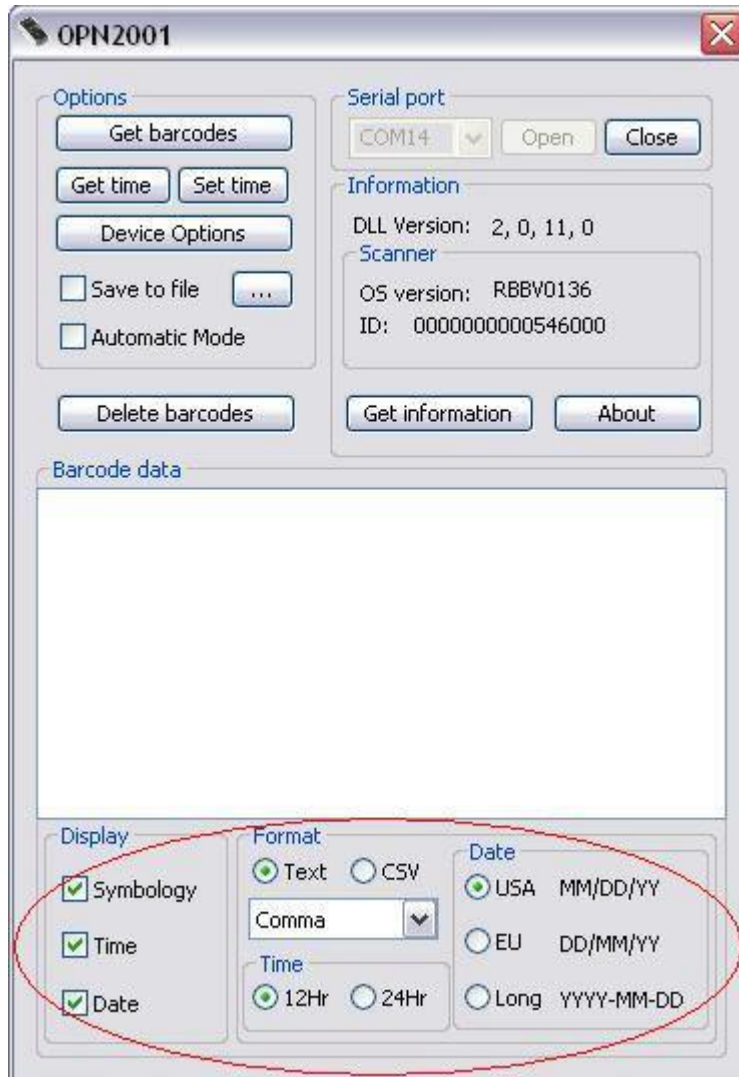 OPN2001
Options
Get barcodes
Get time Set time
Device Options
Save to file ...
Automatic Mode
Delete barcodes
Serial port
COM14 Open Close
Information
DLL Version: 2, 0, 11, 0
Scanner
OS version: RBBV0136
ID: 0000000000546000
Get information About
Barcode data
Display
Symbology
Time
Date
Format
Text CSV
Comma
Time
12Hr 24Hr
Date
USA MM/DD/YY
EU DD/MM/YY
Long YYYY-MM-DD